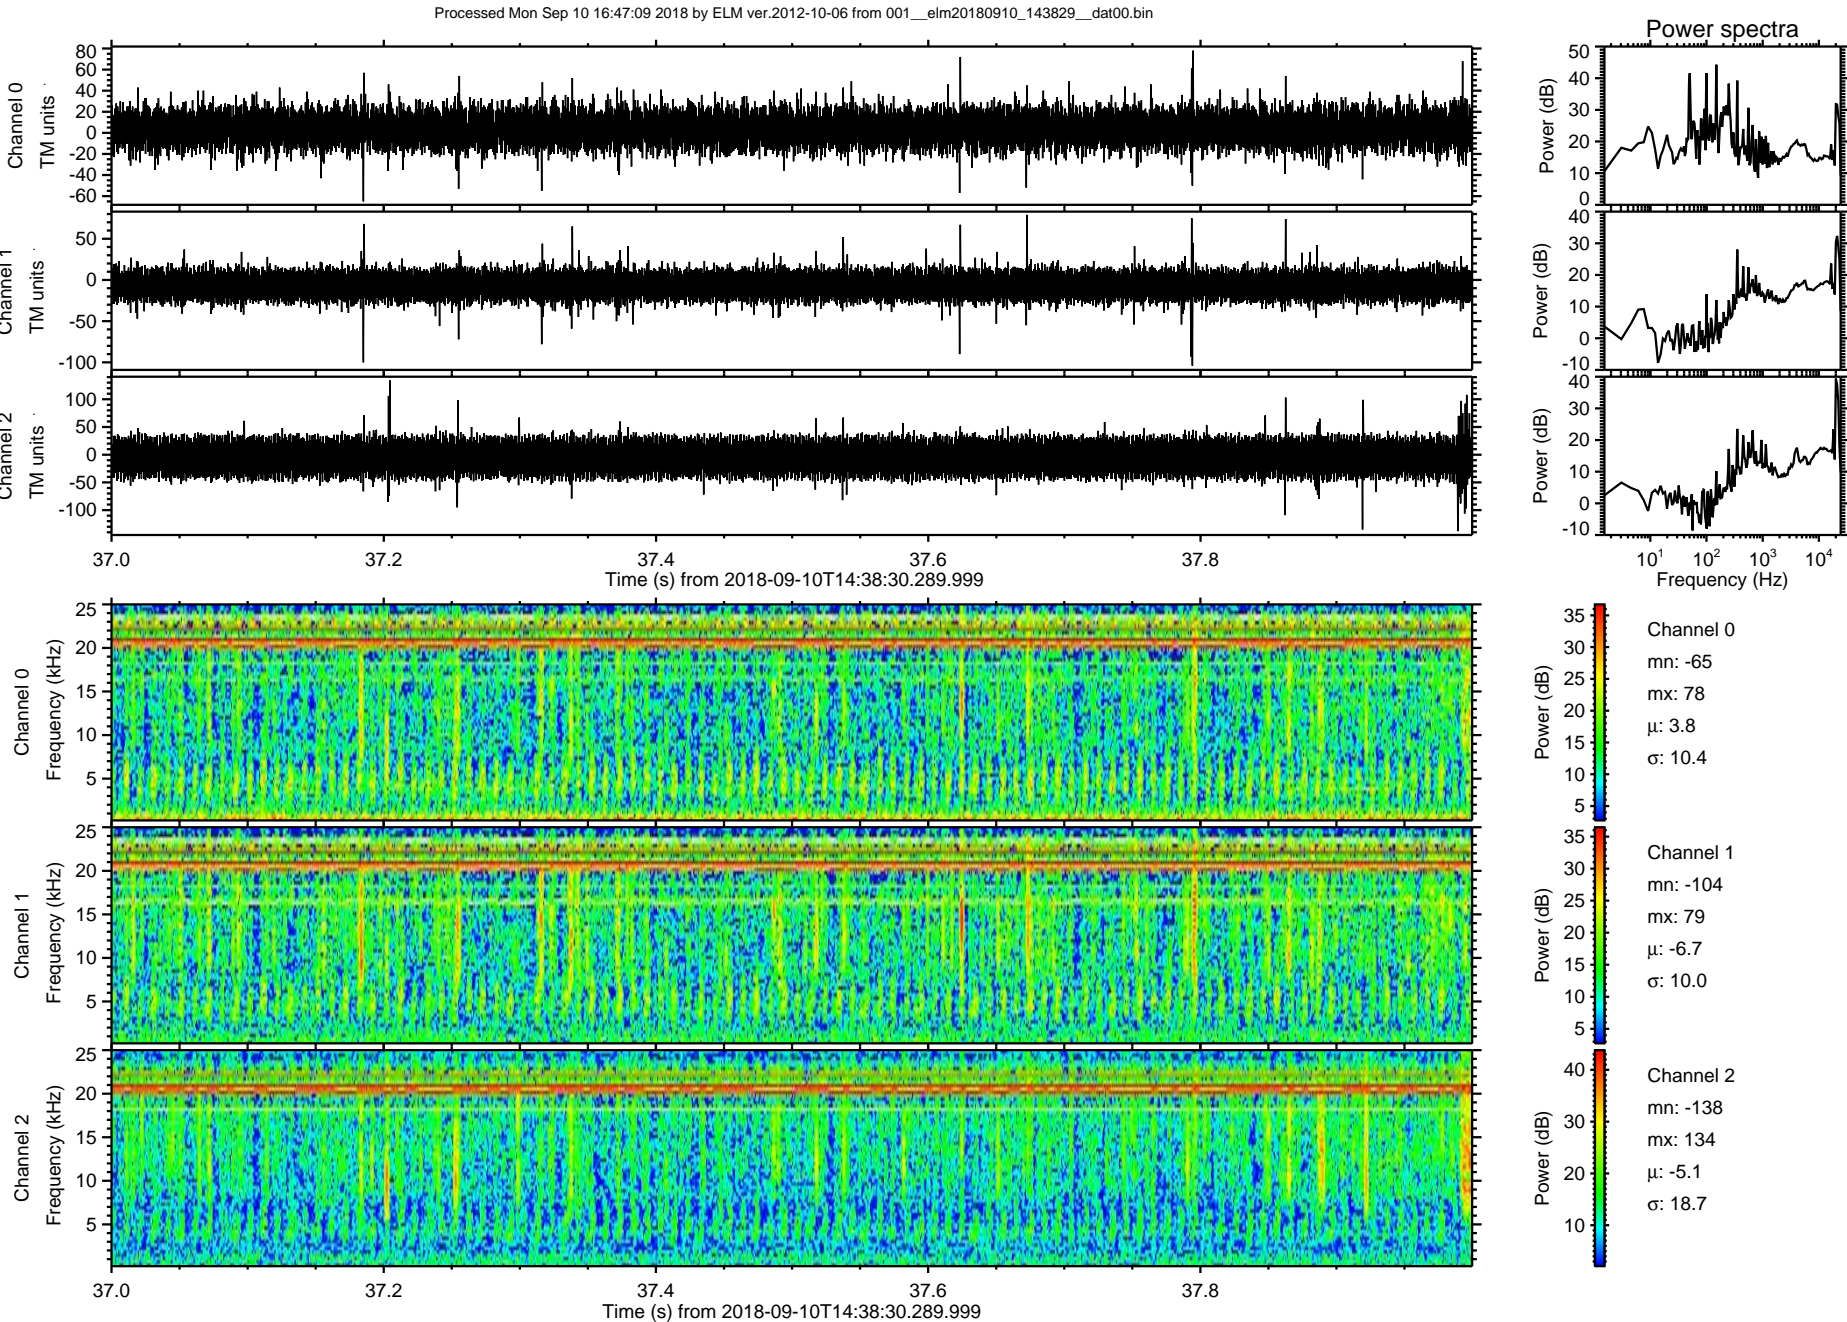 Processed Mon Sep 10 16:47:09 2018 by ELM ver.2012-10-06 from 001__elm20180910_143829__dat00.bin
Power spectra
Channel 0
TM units
80
60
40
20
0
-20
-40
-60
Power (dB)
50
40
30
20
10
0
Channel 1
TM units
50
0
-50
-100
Power (dB)
40
30
20
10
0
-10
Channel 2
TM units
100
50
0
-50
-100
Power (dB)
40
30
20
10
0
-10
37.0 37.2 37.4 37.6 37.8
Time (s) from 2018-09-10T14:38:30.289.999
10^1 10^2 10^3 10^4
Frequency (Hz)
Channel 0
Frequency (kHz)
25
20
15
10
5
Power (dB)
35
30
25
20
15
10
5
Channel 0
mn: -65
mx: 78
μ: 3.8
σ: 10.4
Channel 1
Frequency (kHz)
25
20
15
10
5
Power (dB)
35
30
25
20
15
10
5
Channel 1
mn: -104
mx: 79
μ: -6.7
σ: 10.0
Channel 2
Frequency (kHz)
25
20
15
10
5
Power (dB)
40
30
20
10
Channel 2
mn: -138
mx: 134
μ: -5.1
σ: 18.7
37.0 37.2 37.4 37.6 37.8
Time (s) from 2018-09-10T14:38:30.289.999